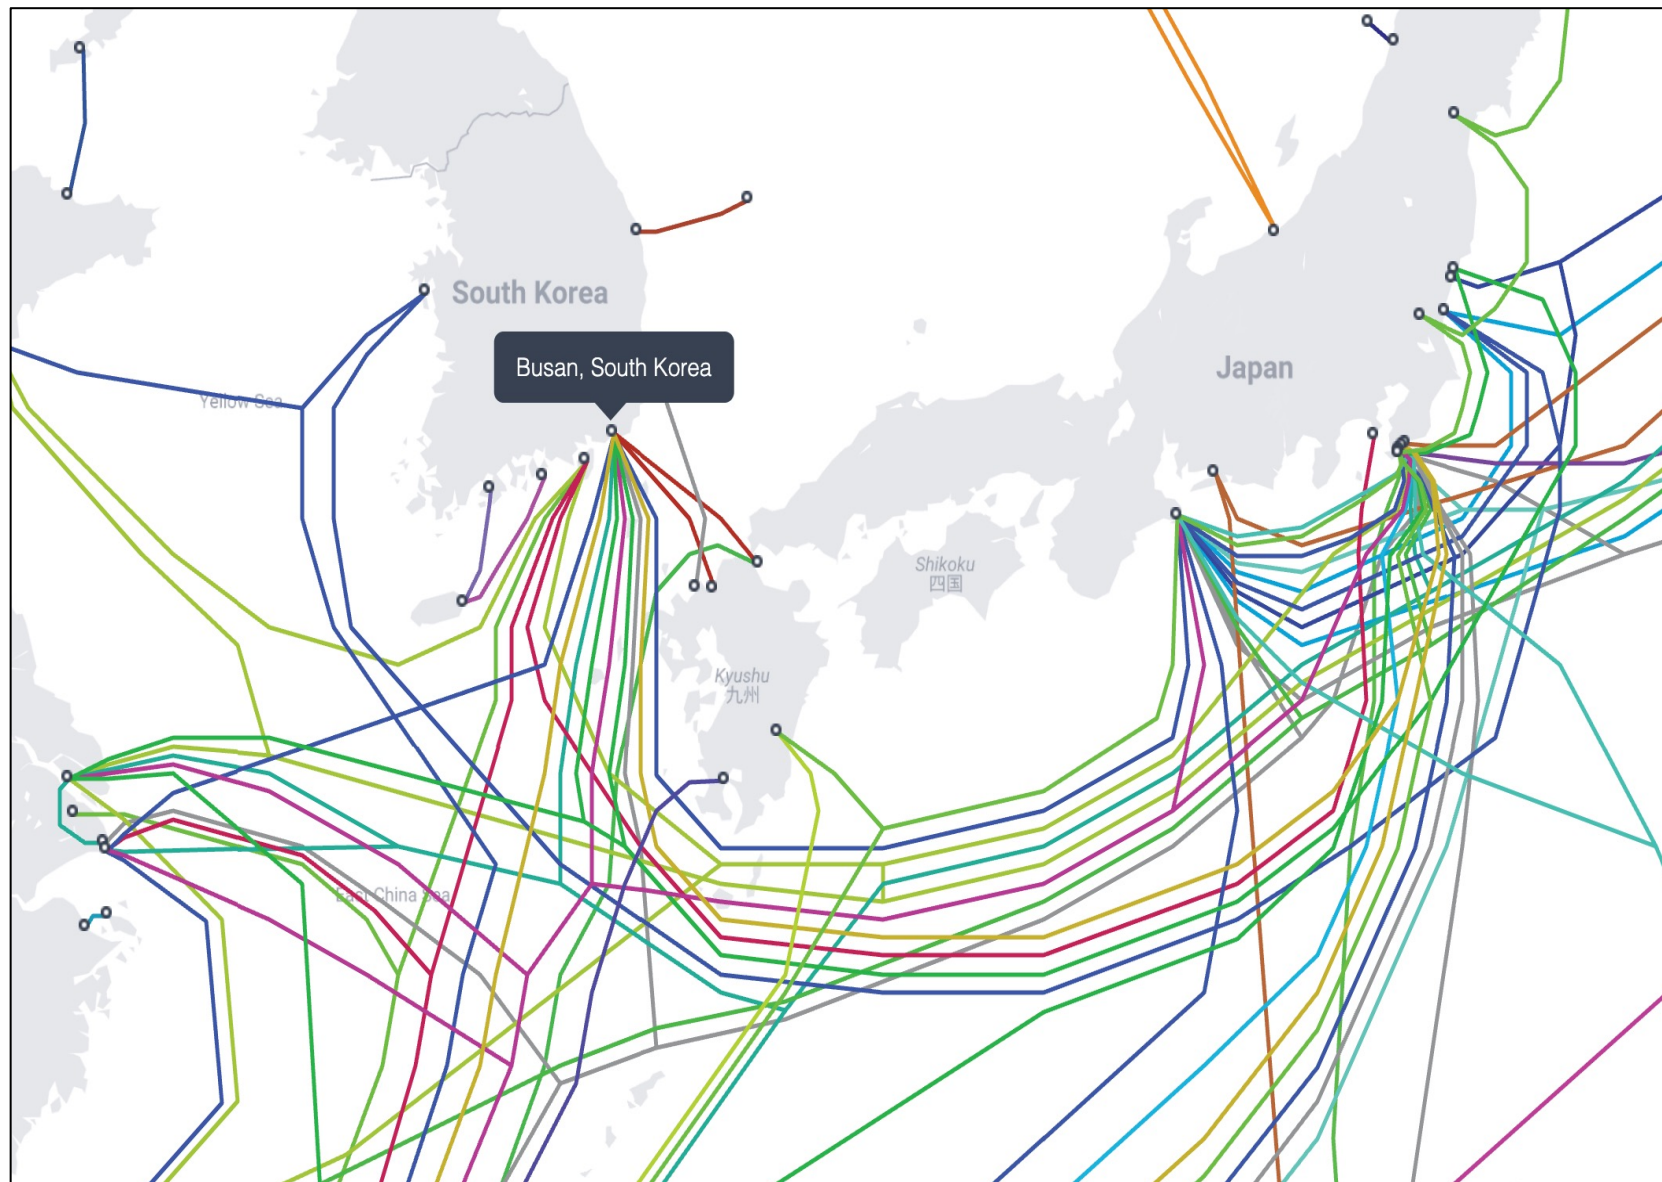 South Korea
Busan, South Korea
Japan
Yellow Sea
Shikoku
四国
Kyushu
九州
East China Sea